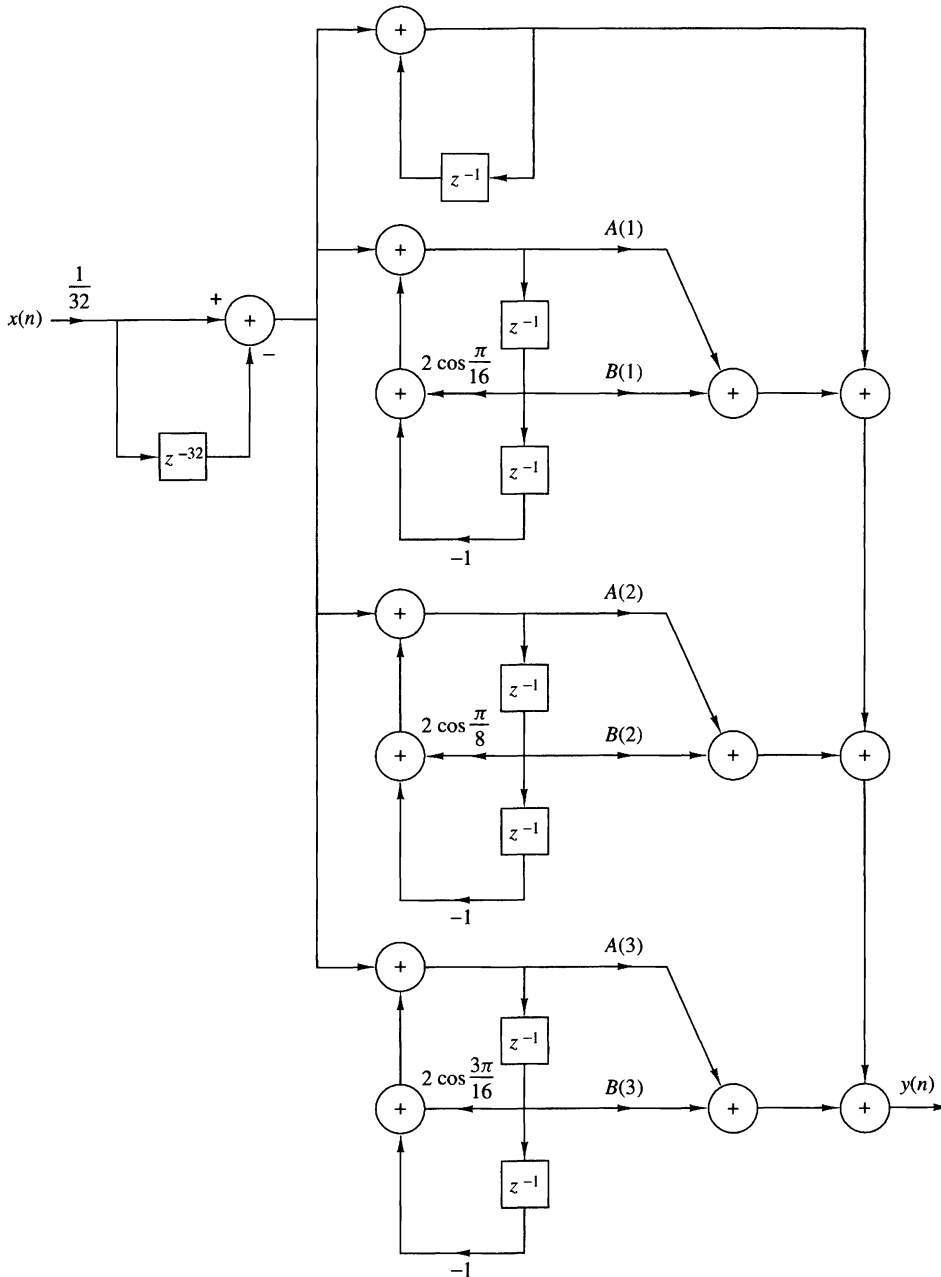 +
z⁻¹
+
A(1)
1/32
x(n)
+
+
−
z⁻¹
2 cos π/16
B(1)
+
+
+
z⁻³²
z⁻¹
−1
+
A(2)
z⁻¹
2 cos π/8
B(2)
+
+
+
z⁻¹
−1
+
A(3)
z⁻¹
2 cos 3π/16
B(3)
y(n)
+
+
+
z⁻¹
−1